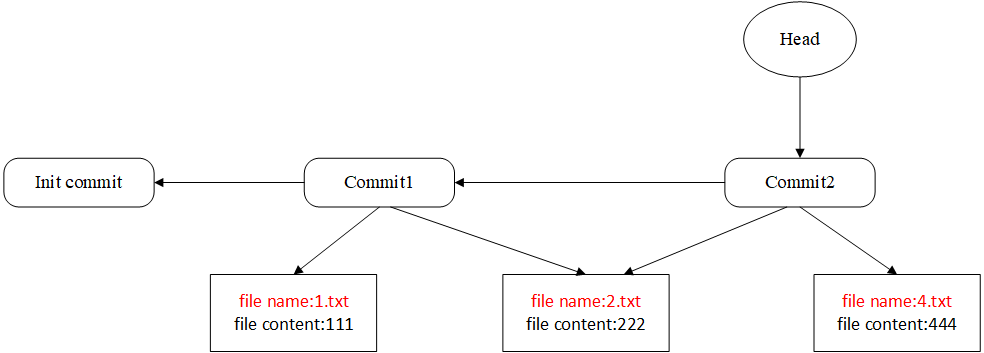 Head
Init commit
Commit1
Commit2
file name:1.txt
file content:111
file name:2.txt
file content:222
file name:4.txt
file content:444